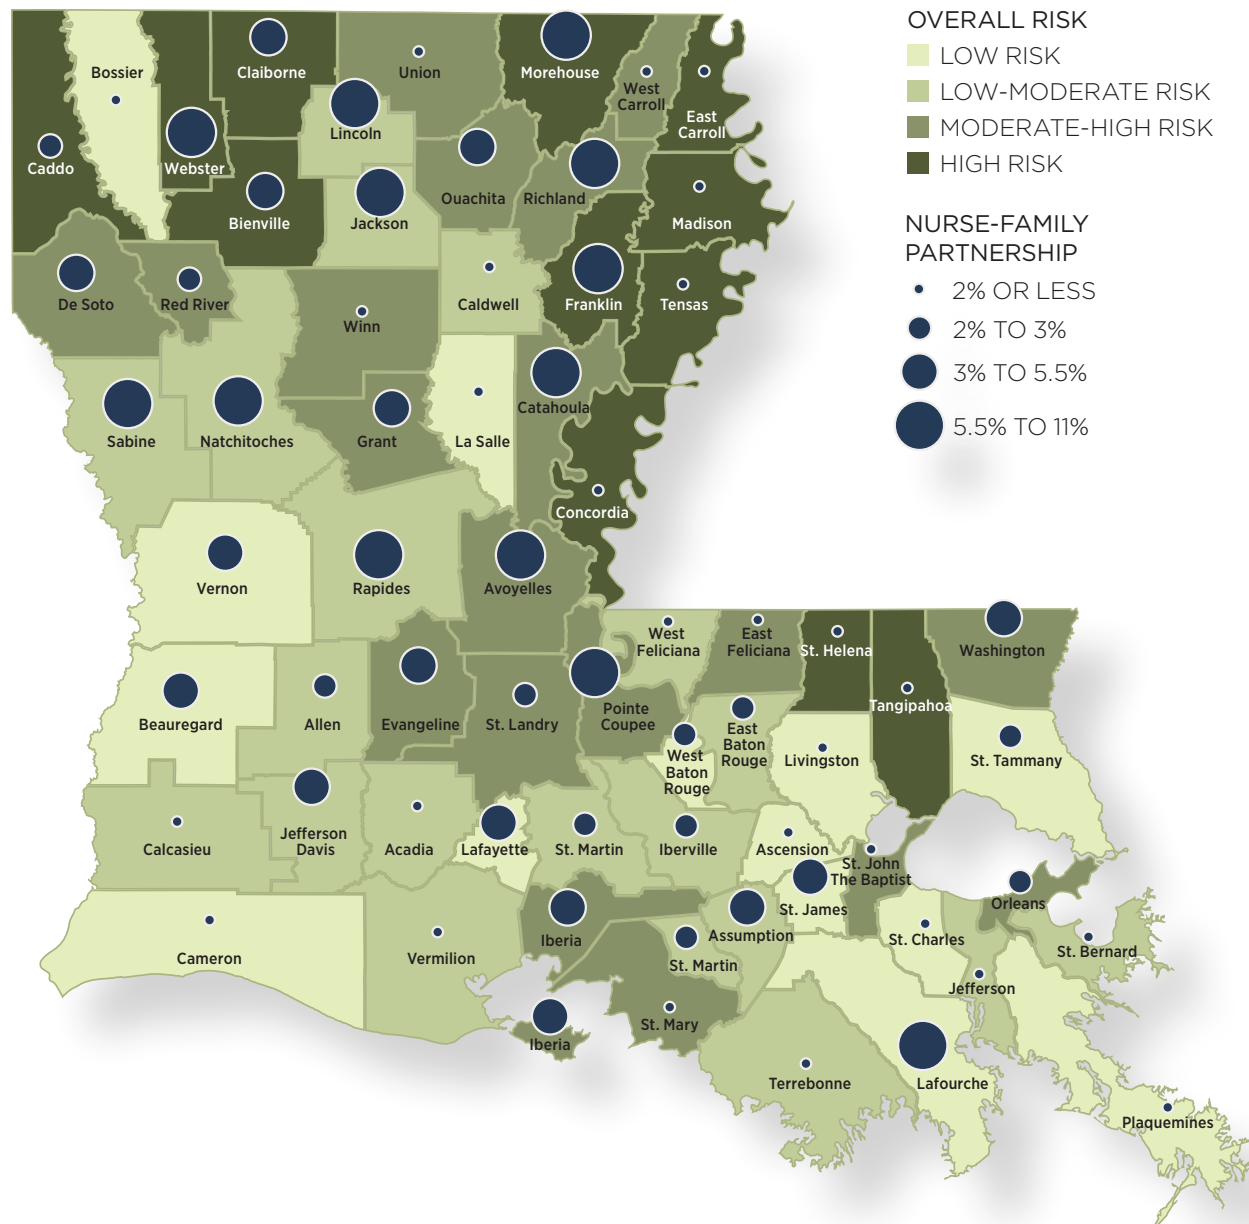 OVERALL RISK
LOW RISK
LOW-MODERATE RISK
MODERATE-HIGH RISK
HIGH RISK
NURSE-FAMILY
PARTNERSHIP
2% OR LESS
2% TO 3%
3% TO 5.5%
5.5% TO 11%
Bossier
Claiborne
Union
Morehouse
West
Carroll
East
Carroll
Caddo
Webster
Lincoln
Bienville
Jackson
Ouachita
Richland
Madison
De Soto
Red River
Winn
Caldwell
Franklin
Tensas
Sabine
Natchitoches
Grant
La Salle
Catahoula
Concordia
Vernon
Rapides
Avoyelles
West
Feliciana
East
Feliciana
St. Helena
Washington
Tangipahoa
Beauregard
Allen
Evangeline
St. Landry
Pointe
Coupee
West
Baton
Rouge
East
Baton
Rouge
Livingston
St. Tammany
Calcasieu
Jefferson
Davis
Acadia
Lafayette
St. Martin
Iberville
Ascension
St. John
The Baptist
Cameron
Vermilion
Iberia
St. Martin
Assumption
St. James
St. Charles
Orleans
St. Bernard
Jefferson
Iberia
St. Mary
Terrebonne
Lafourche
Plaquemines